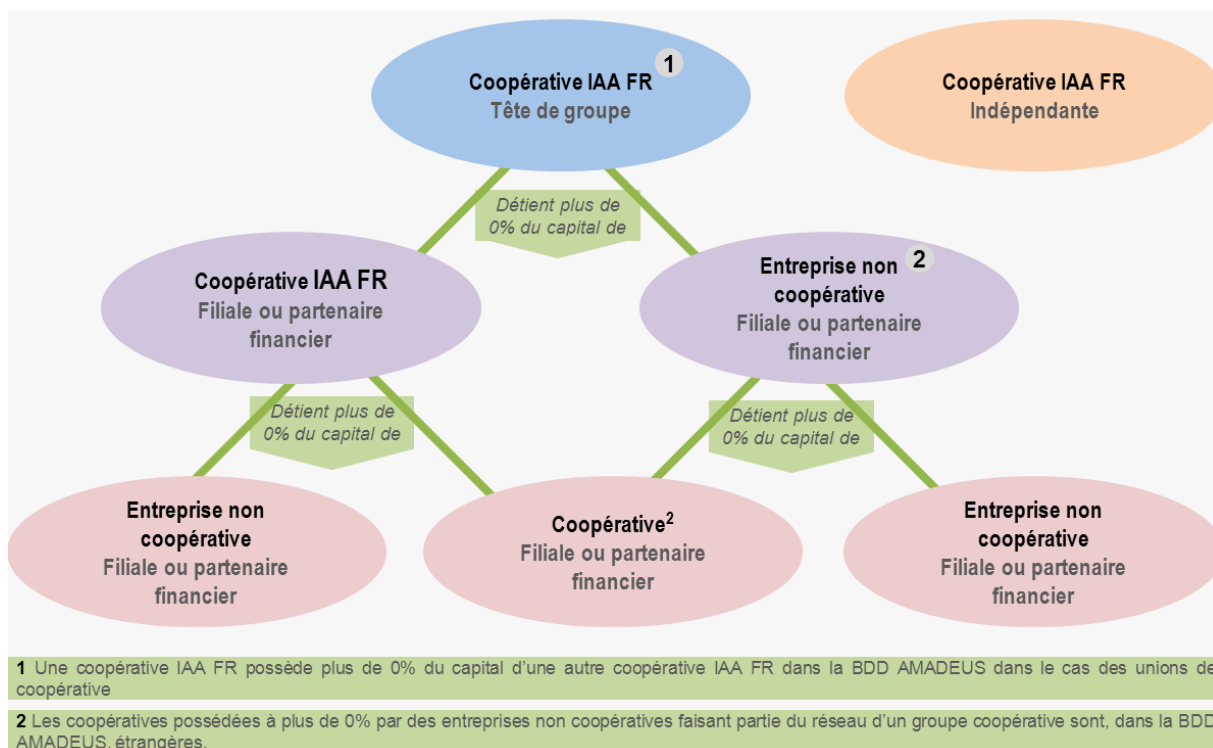 Coopérative IAA FR 1
Tête de groupe
Coopérative IAA FR
Indépendante
Détient plus de
0% du capital de
Coopérative IAA FR
Filiale ou partenaire
financier
Entreprise non 2
coopérative
Filiale ou partenaire
financier
Détient plus de
0% du capital de
Détient plus de
0% du capital de
Entreprise non
coopérative
Filiale ou partenaire
financier
Coopérative²
Filiale ou partenaire
financier
Entreprise non
coopérative
Filiale ou partenaire
financier
1 Une coopérative IAA FR possède plus de 0% du capital d'une autre coopérative IAA FR dans la BDD AMADEUS dans le cas des unions de
coopérative
2 Les coopératives possédées à plus de 0% par des entreprises non coopératives faisant partie du réseau d'un groupe coopérative sont, dans la BDD
AMADEUS, étrangères.